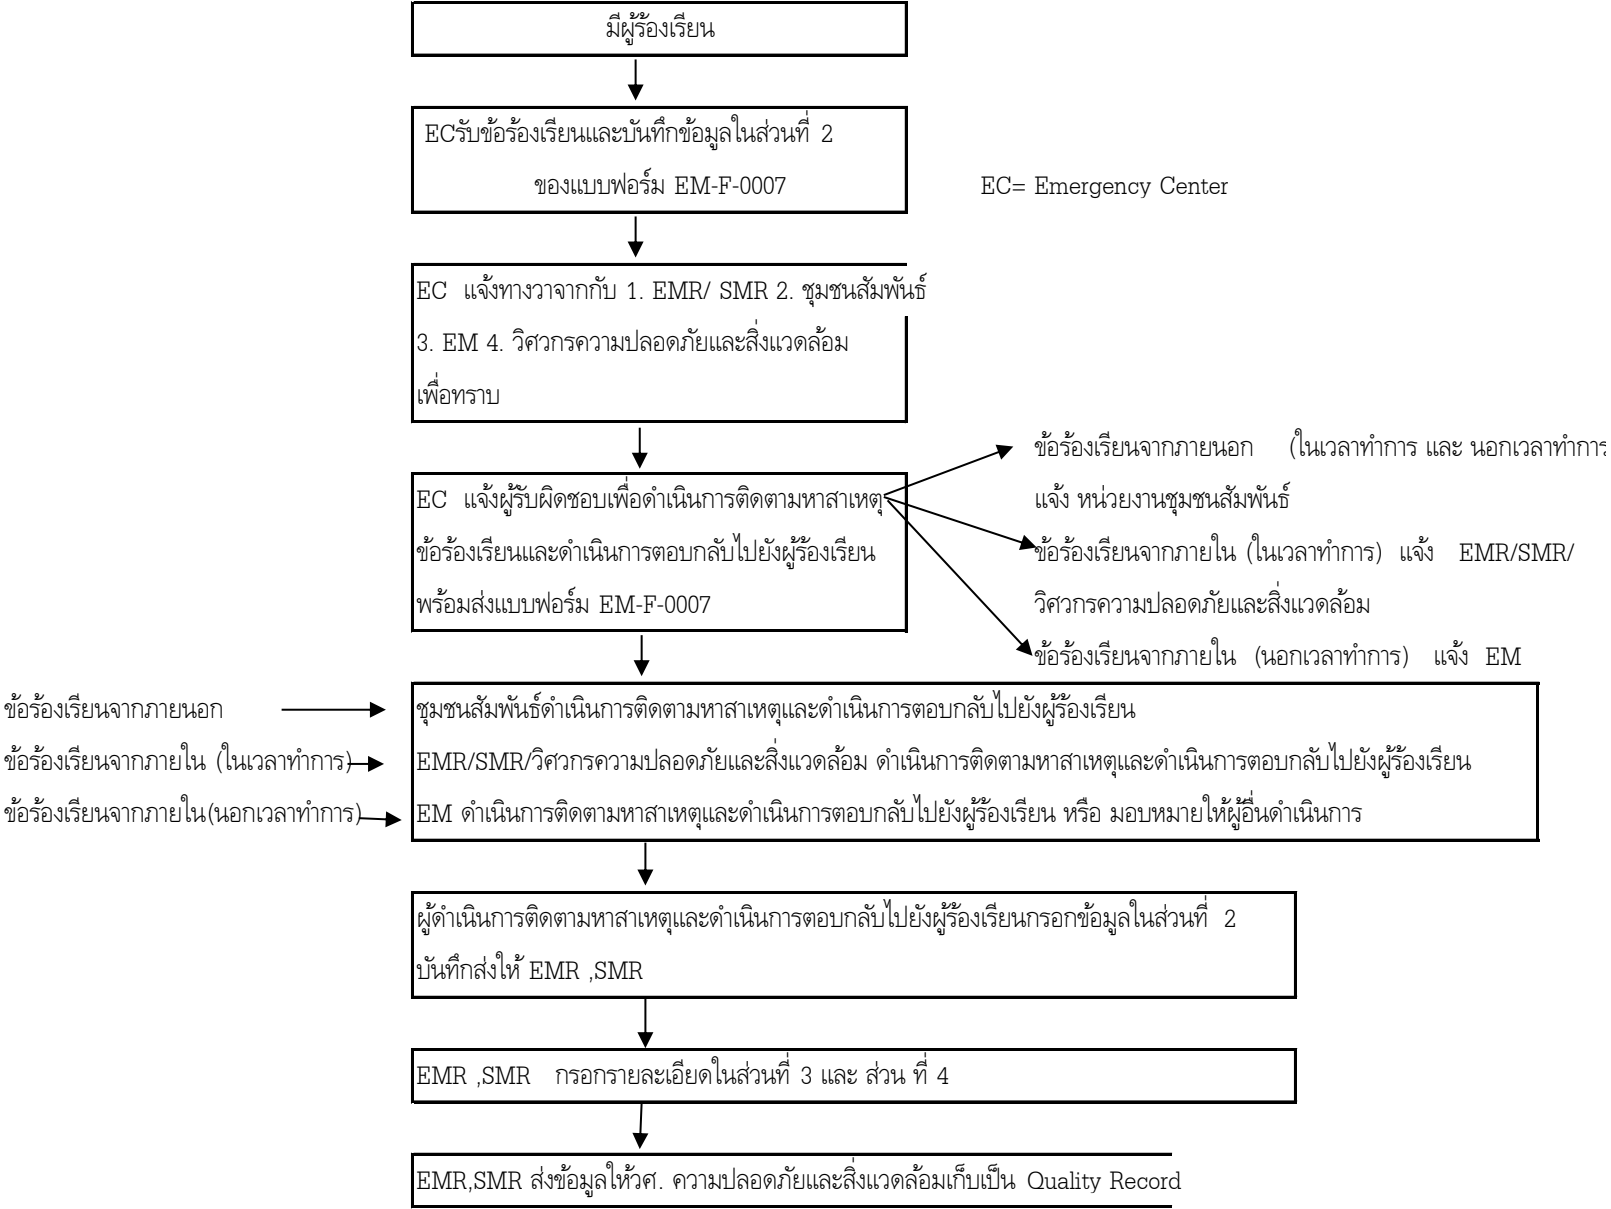 มีผู้ร้องเรียน
ECรับข้อร้องเรียนและบันทึกข้อมูลในส่วนที่ 2
ของแบบฟอร์ม EM-F-0007
EC= Emergency Center
EC แจ้งทางวาจากกับ 1. EMR/ SMR 2. ชุมชนสัมพันธ์
3. EM 4. วิศวกรความปลอดภัยและสิ่งแวดล้อม
เพื่อทราบ
EC แจ้งผู้รับผิดชอบเพื่อดำเนินการติดตามหาสาเหตุ
ข้อร้องเรียนและดำเนินการตอบกลับไปยังผู้ร้องเรียน
พร้อมส่งแบบฟอร์ม EM-F-0007
ข้อร้องเรียนจากภายนอก (ในเวลาทำการ และ นอกเวลาทำการ
แจ้ง หน่วยงานชุมชนสัมพันธ์
ข้อร้องเรียนจากภายใน (ในเวลาทำการ) แจ้ง EMR/SMR/
วิศวกรความปลอดภัยและสิ่งแวดล้อม
ข้อร้องเรียนจากภายใน (นอกเวลาทำการ) แจ้ง EM
ข้อร้องเรียนจากภายนอก
ชุมชนสัมพันธ์ดำเนินการติดตามหาสาเหตุและดำเนินการตอบกลับไปยังผู้ร้องเรียน
ข้อร้องเรียนจากภายใน (ในเวลาทำการ)
EMR/SMR/วิศวกรความปลอดภัยและสิ่งแวดล้อม ดำเนินการติดตามหาสาเหตุและดำเนินการตอบกลับไปยังผู้ร้องเรียน
ข้อร้องเรียนจากภายใน(นอกเวลาทำการ)
EM ดำเนินการติดตามหาสาเหตุและดำเนินการตอบกลับไปยังผู้ร้องเรียน หรือ มอบหมายให้ผู้อื่นดำเนินการ
ผู้ดำเนินการติดตามหาสาเหตุและดำเนินการตอบกลับไปยังผู้ร้องเรียนกรอกข้อมูลในส่วนที่ 2
บันทึกส่งให้ EMR ,SMR
EMR ,SMR กรอกรายละเอียดในส่วนที่ 3 และ ส่วน ที่ 4
EMR,SMR ส่งข้อมูลให้วศ. ความปลอดภัยและสิ่งแวดล้อมเก็บเป็น Quality Record